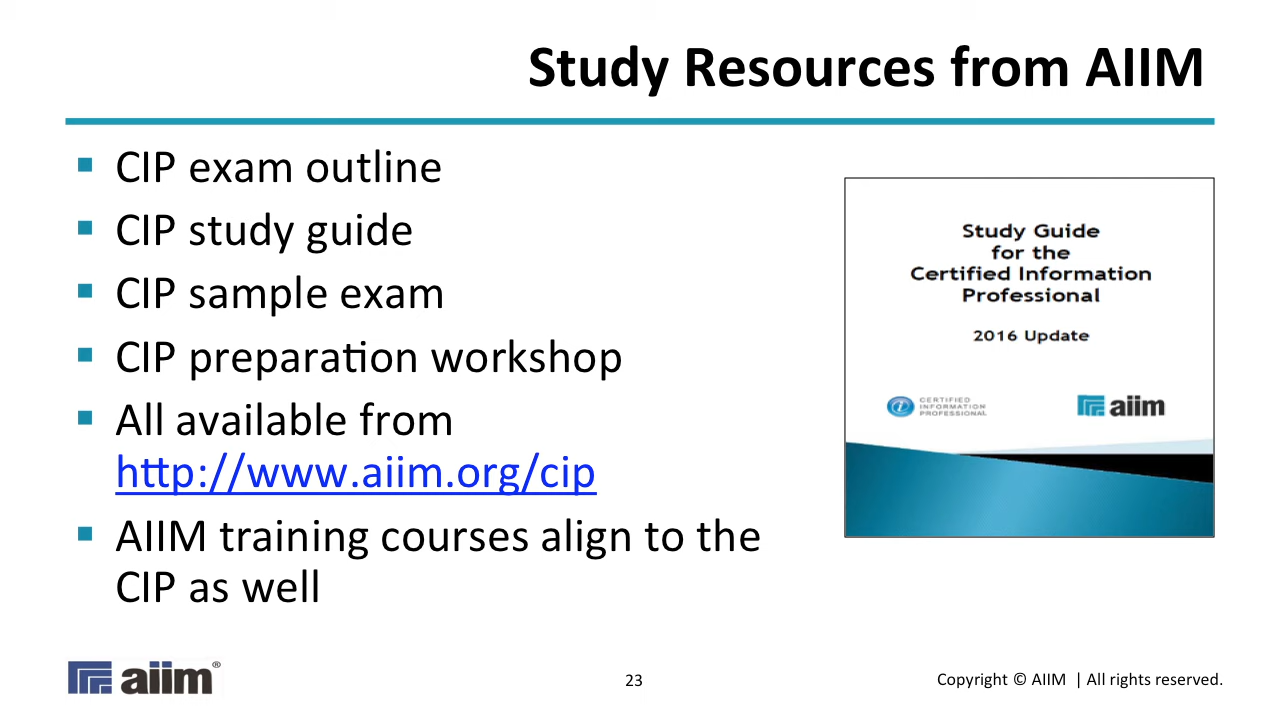 Study Resources from AIIM
▪ CIP exam outline
▪ CIP study guide
▪ CIP sample exam
▪ CIP preparation workshop
▪ All available from
http://www.aiim.org/cip
▪ AIIM training courses align to the
CIP as well
Study Guide
for the
Certified Information
Professional
2016 Update
CERTIFIED
INFORMATION
PROFESSIONAL
aiim
aiim®
23
Copyright © AIIM | All rights reserved.